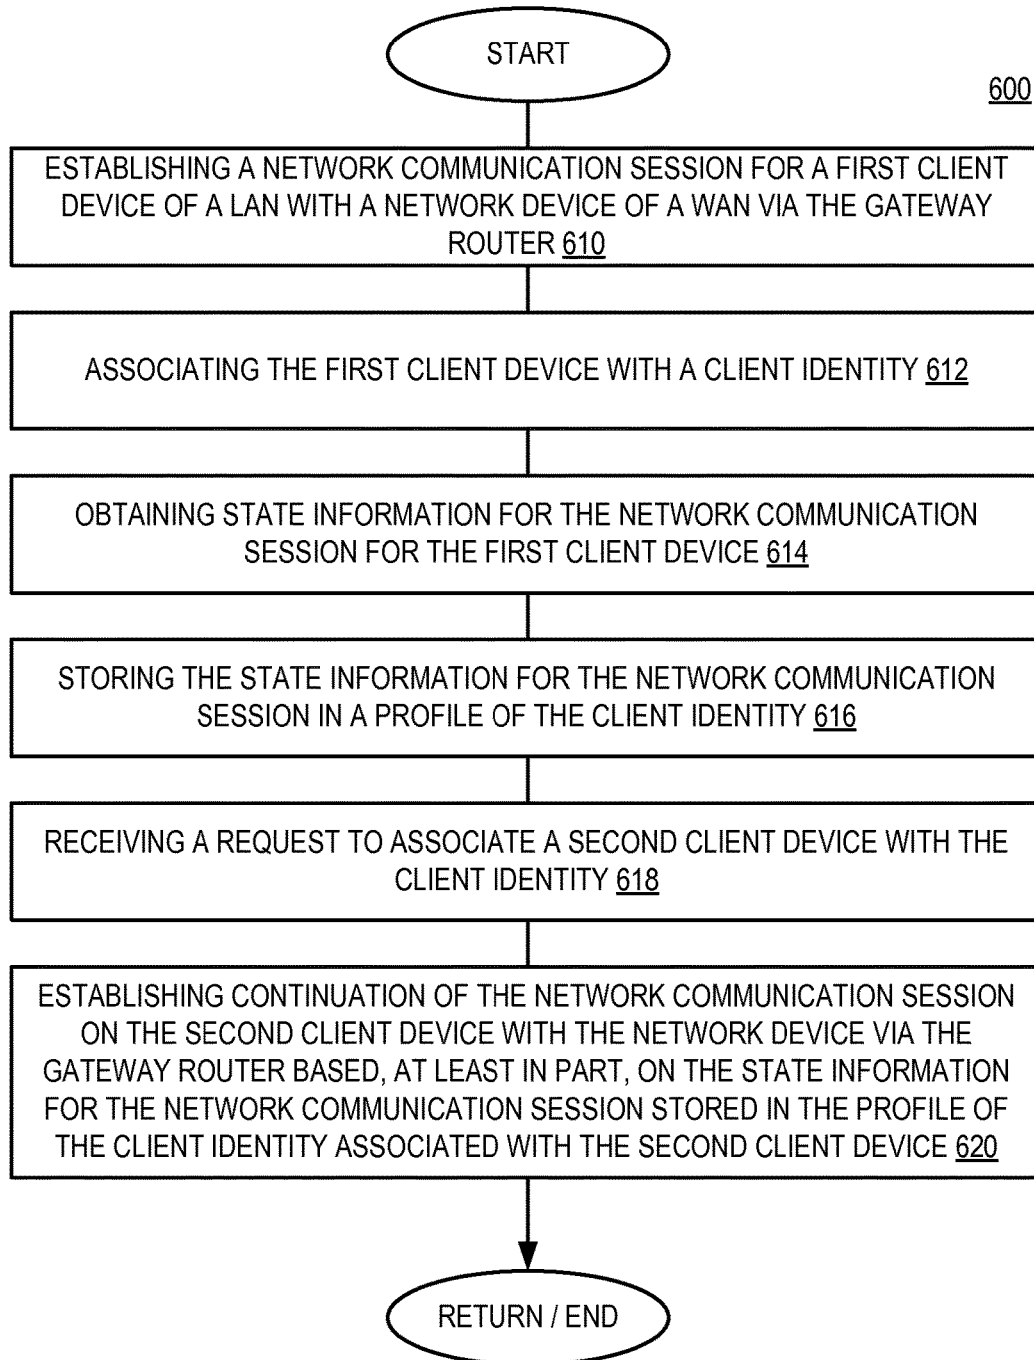 START
600
ESTABLISHING A NETWORK COMMUNICATION SESSION FOR A FIRST CLIENT
DEVICE OF A LAN WITH A NETWORK DEVICE OF A WAN VIA THE GATEWAY
ROUTER 610
ASSOCIATING THE FIRST CLIENT DEVICE WITH A CLIENT IDENTITY 612
OBTAINING STATE INFORMATION FOR THE NETWORK COMMUNICATION
SESSION FOR THE FIRST CLIENT DEVICE 614
STORING THE STATE INFORMATION FOR THE NETWORK COMMUNICATION
SESSION IN A PROFILE OF THE CLIENT IDENTITY 616
RECEIVING A REQUEST TO ASSOCIATE A SECOND CLIENT DEVICE WITH THE
CLIENT IDENTITY 618
ESTABLISHING CONTINUATION OF THE NETWORK COMMUNICATION SESSION
ON THE SECOND CLIENT DEVICE WITH THE NETWORK DEVICE VIA THE
GATEWAY ROUTER BASED, AT LEAST IN PART, ON THE STATE INFORMATION
FOR THE NETWORK COMMUNICATION SESSION STORED IN THE PROFILE OF
THE CLIENT IDENTITY ASSOCIATED WITH THE SECOND CLIENT DEVICE 620
RETURN / END